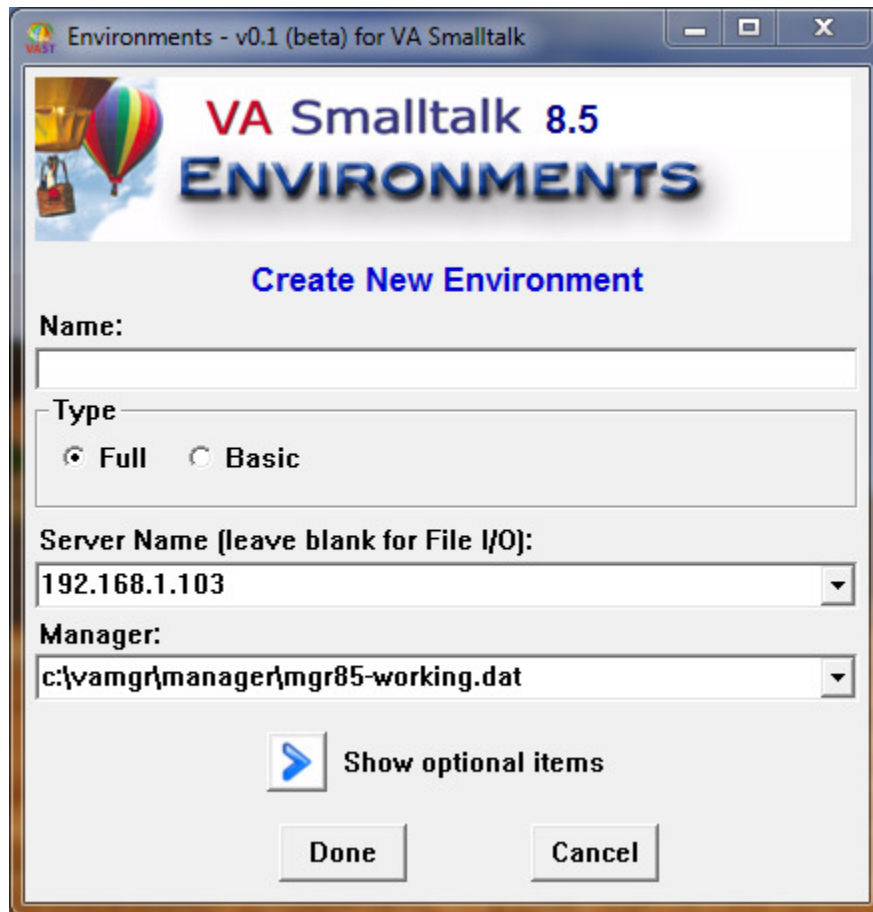 VAST Environments - v0.1 (beta) for VA Smalltalk
VA Smalltalk 8.5
ENVIRONMENTS
Create New Environment
Name:
Type
Full Basic
Server Name (leave blank for File I/O):
192.168.1.103
Manager:
c:\vamgr\manager\mgr85-working.dat
Show optional items
Done Cancel